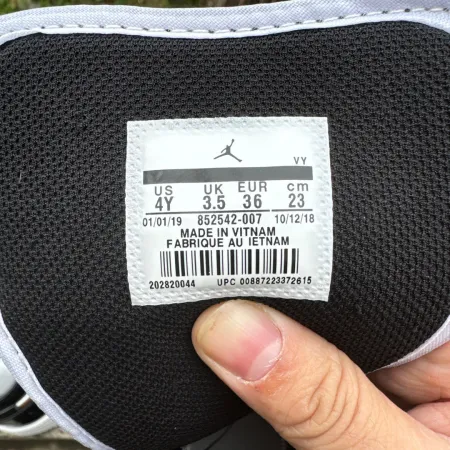 VY
US UK EUR cm
4Y 3.5 36 23
01/01/19 852542-007 10/12/18
MADE IN VITNAM
FABRIQUE AU IETNAM
202820044 UPC 00887223372615